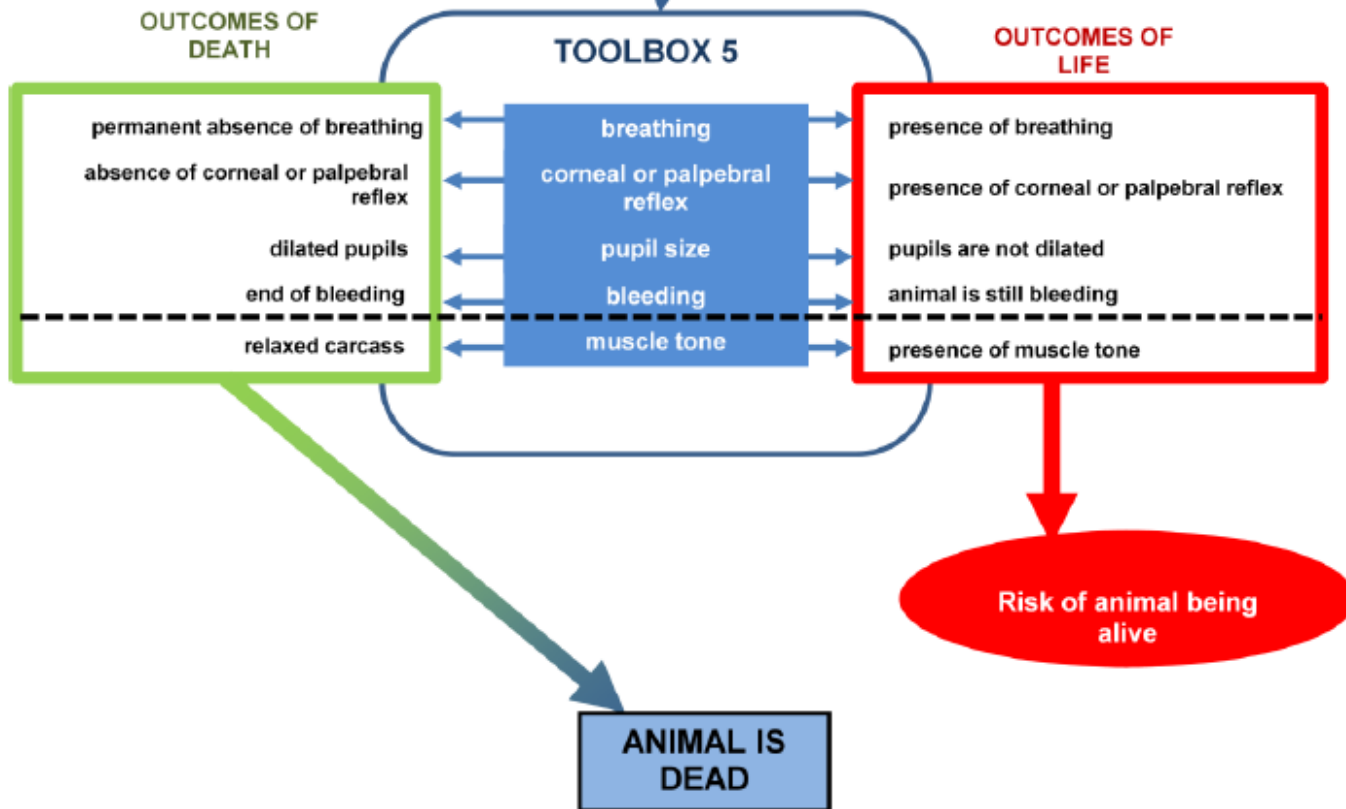 OUTCOMES OF
DEATH
TOOLBOX 5
OUTCOMES OF
LIFE
permanent absence of breathing
breathing
presence of breathing
absence of corneal or palpebral
reflex
corneal or palpebral
reflex
presence of corneal or palpebral reflex
dilated pupils
pupil size
pupils are not dilated
end of bleeding
bleeding
animal is still bleeding
relaxed carcass
muscle tone
presence of muscle tone
Risk of animal being
alive
ANIMAL IS
DEAD